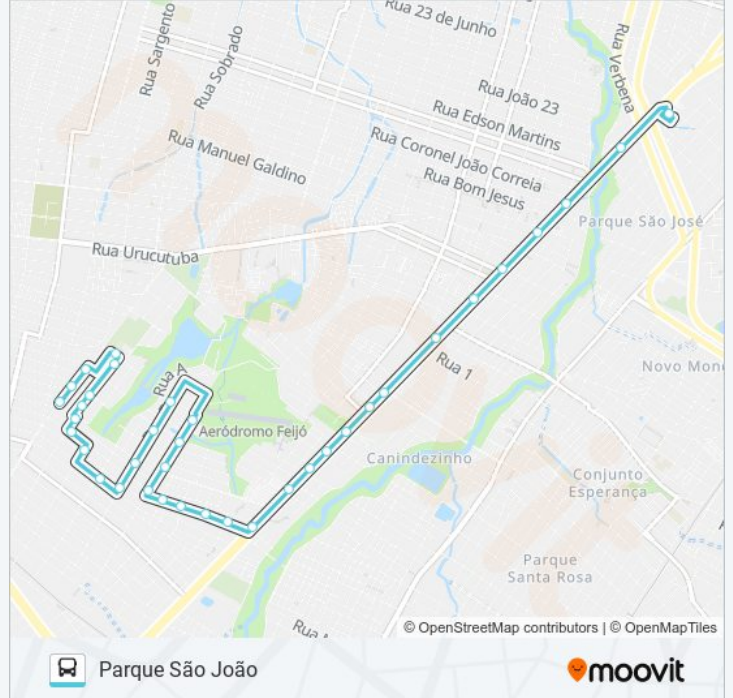 Rua 23 de Junho
Rua Sargento
Rua Sobrado
Rua Verbena
Rua João 23
Rua Edson Martins
Rua Coronel João Correia
Rua Manuel Galdino
Rua Bom Jesus
Parque São José
Rua Urucutuba
Rua 1
Rua A
Novo Mon
Aeródromo Feijó
Canindezinho
Conjunto
Esperança
Parque
Santa Rosa
Rua
© OpenStreetMap contributors | © OpenMapTiles
Parque São João
moovit